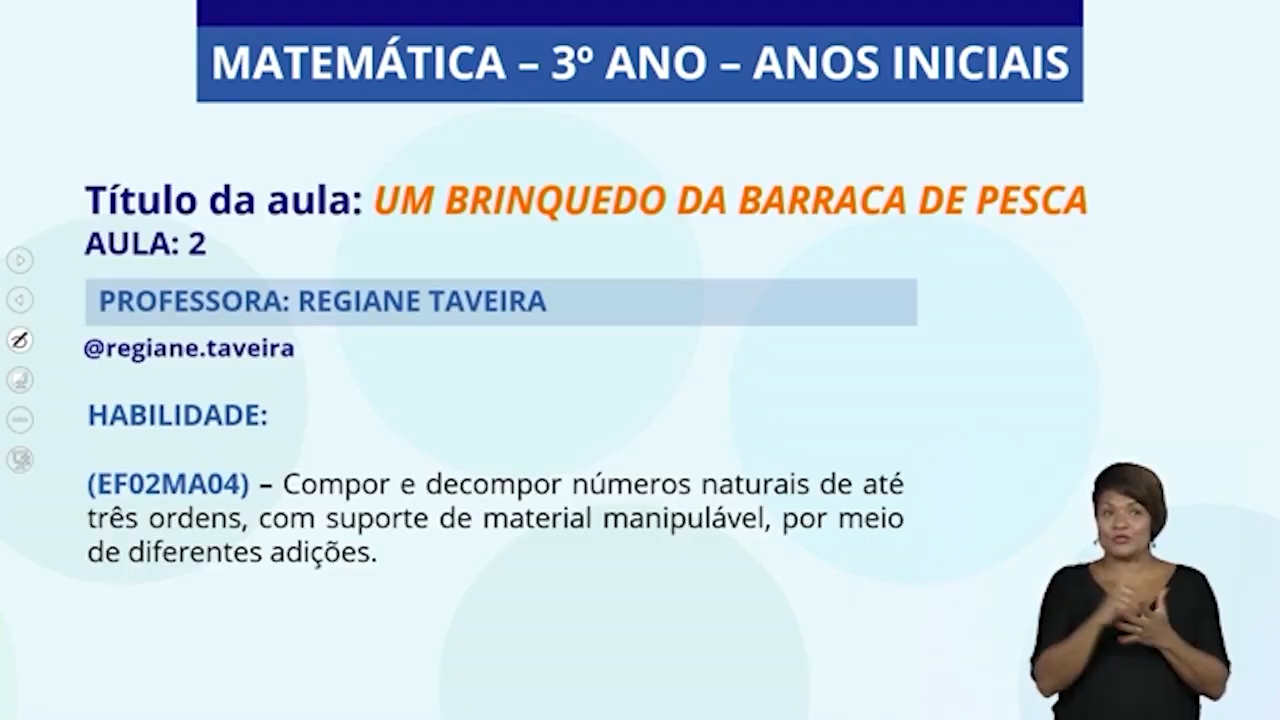 MATEMÁTICA – 3º ANO – ANOS INICIAIS
Título da aula: UM BRINQUEDO DA BARRACA DE PESCA
AULA: 2
PROFESSORA: REGIANE TAVEIRA
@regiane.taveira
HABILIDADE:
(EF02MA04) – Compor e decompor números naturais de até
três ordens, com suporte de material manipulável, por meio
de diferentes adições.